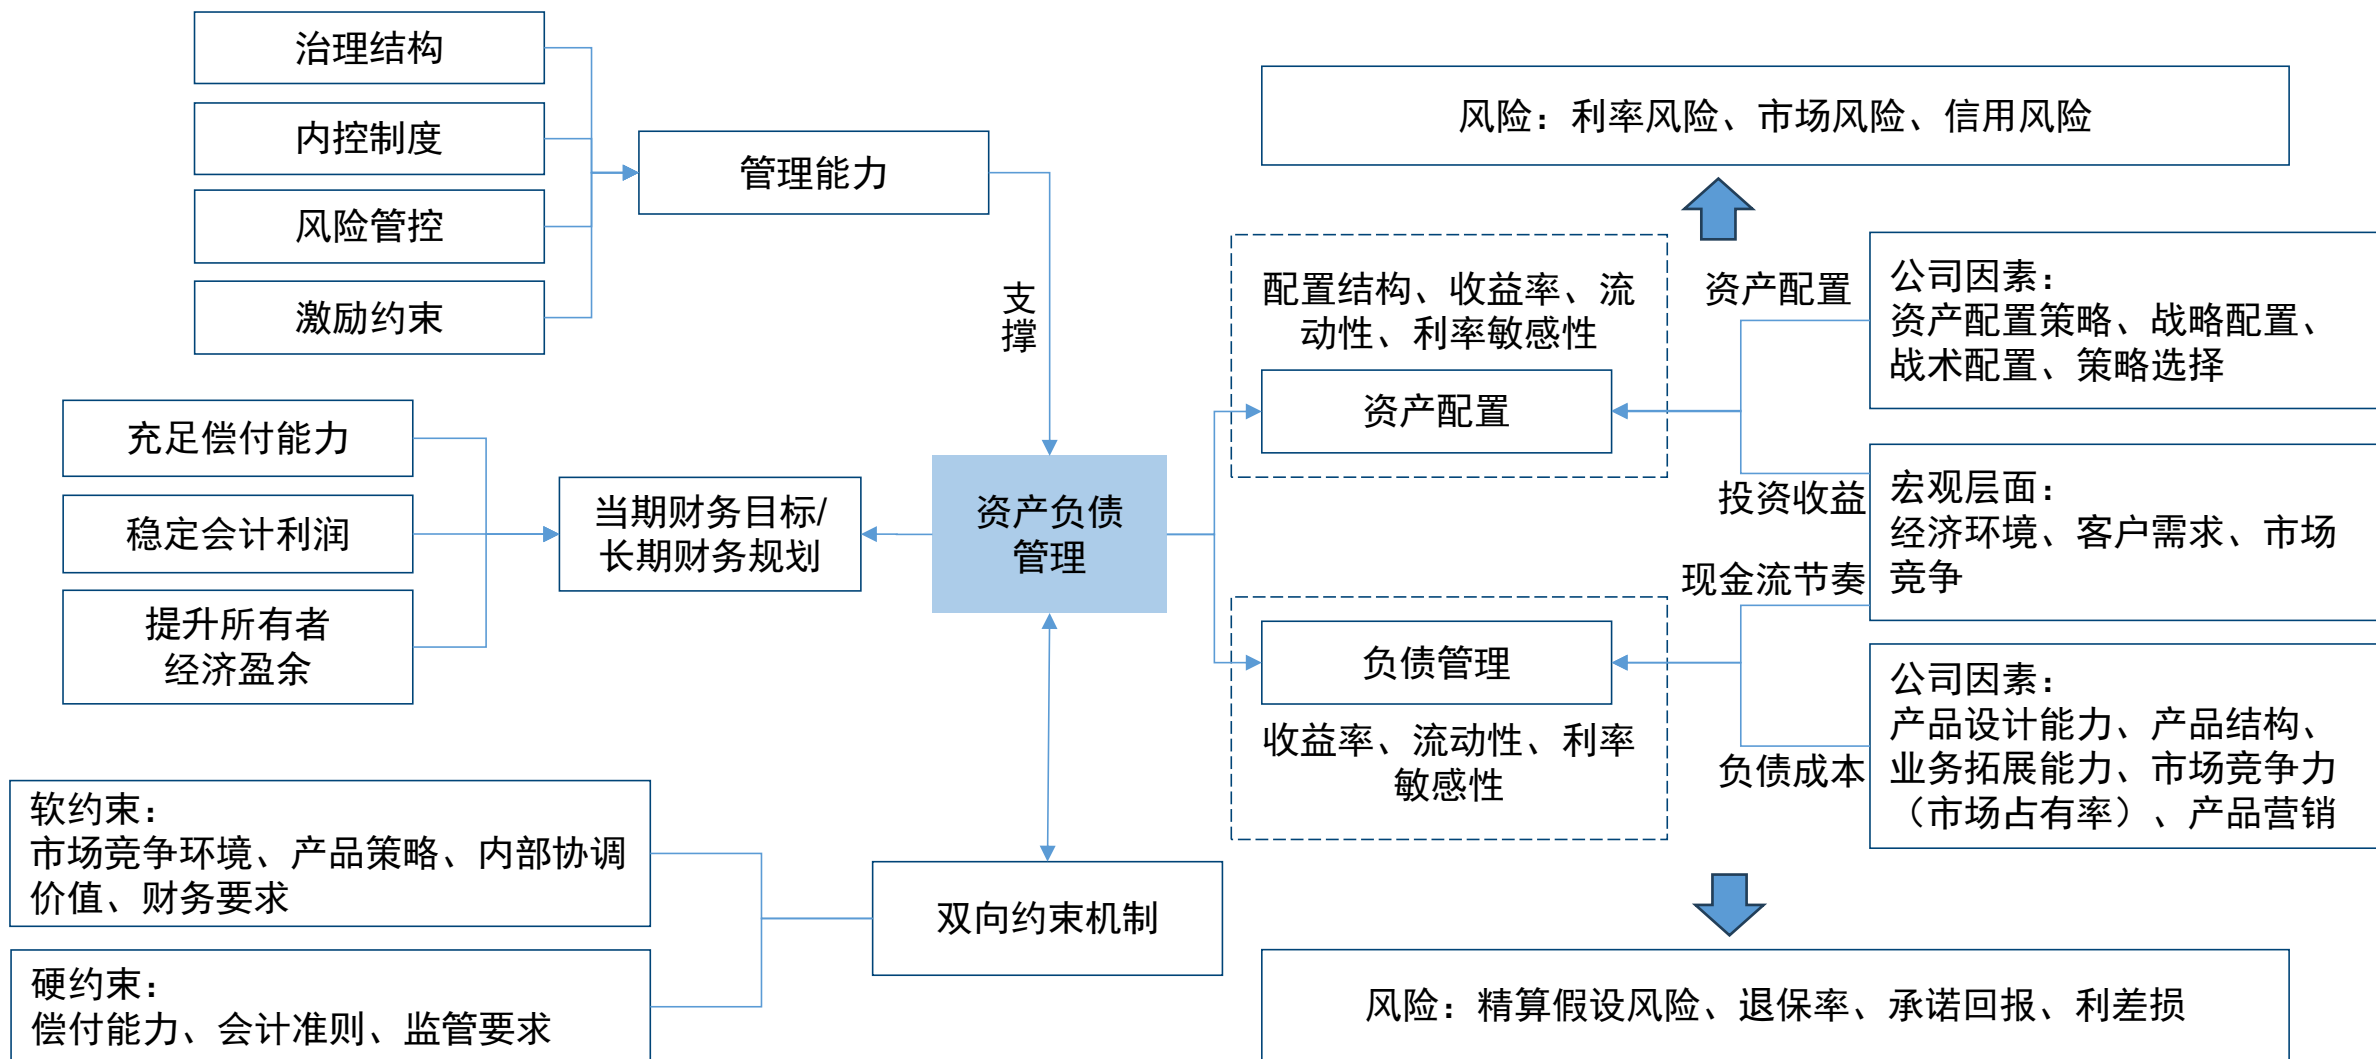 治理结构
内控制度
风险管控
激励约束
管理能力
支
撑
充足偿付能力
稳定会计利润
提升所有者
经济盈余
当期财务目标/
长期财务规划
资产负债
管理
软约束：
市场竞争环境、产品策略、内部协调
价值、财务要求
硬约束：
偿付能力、会计准则、监管要求
双向约束机制
风险：利率风险、市场风险、信用风险
配置结构、收益率、流
动性、利率敏感性
资产配置
资产配置
投资收益
公司因素：
资产配置策略、战略配置、
战术配置、策略选择
宏观层面：
经济环境、客户需求、市场
竞争
现金流节奏
负债管理
收益率、流动性、利率
敏感性
负债成本
公司因素：
产品设计能力、产品结构、
业务拓展能力、市场竞争力
（市场占有率）、产品营销
风险：精算假设风险、退保率、承诺回报、利差损